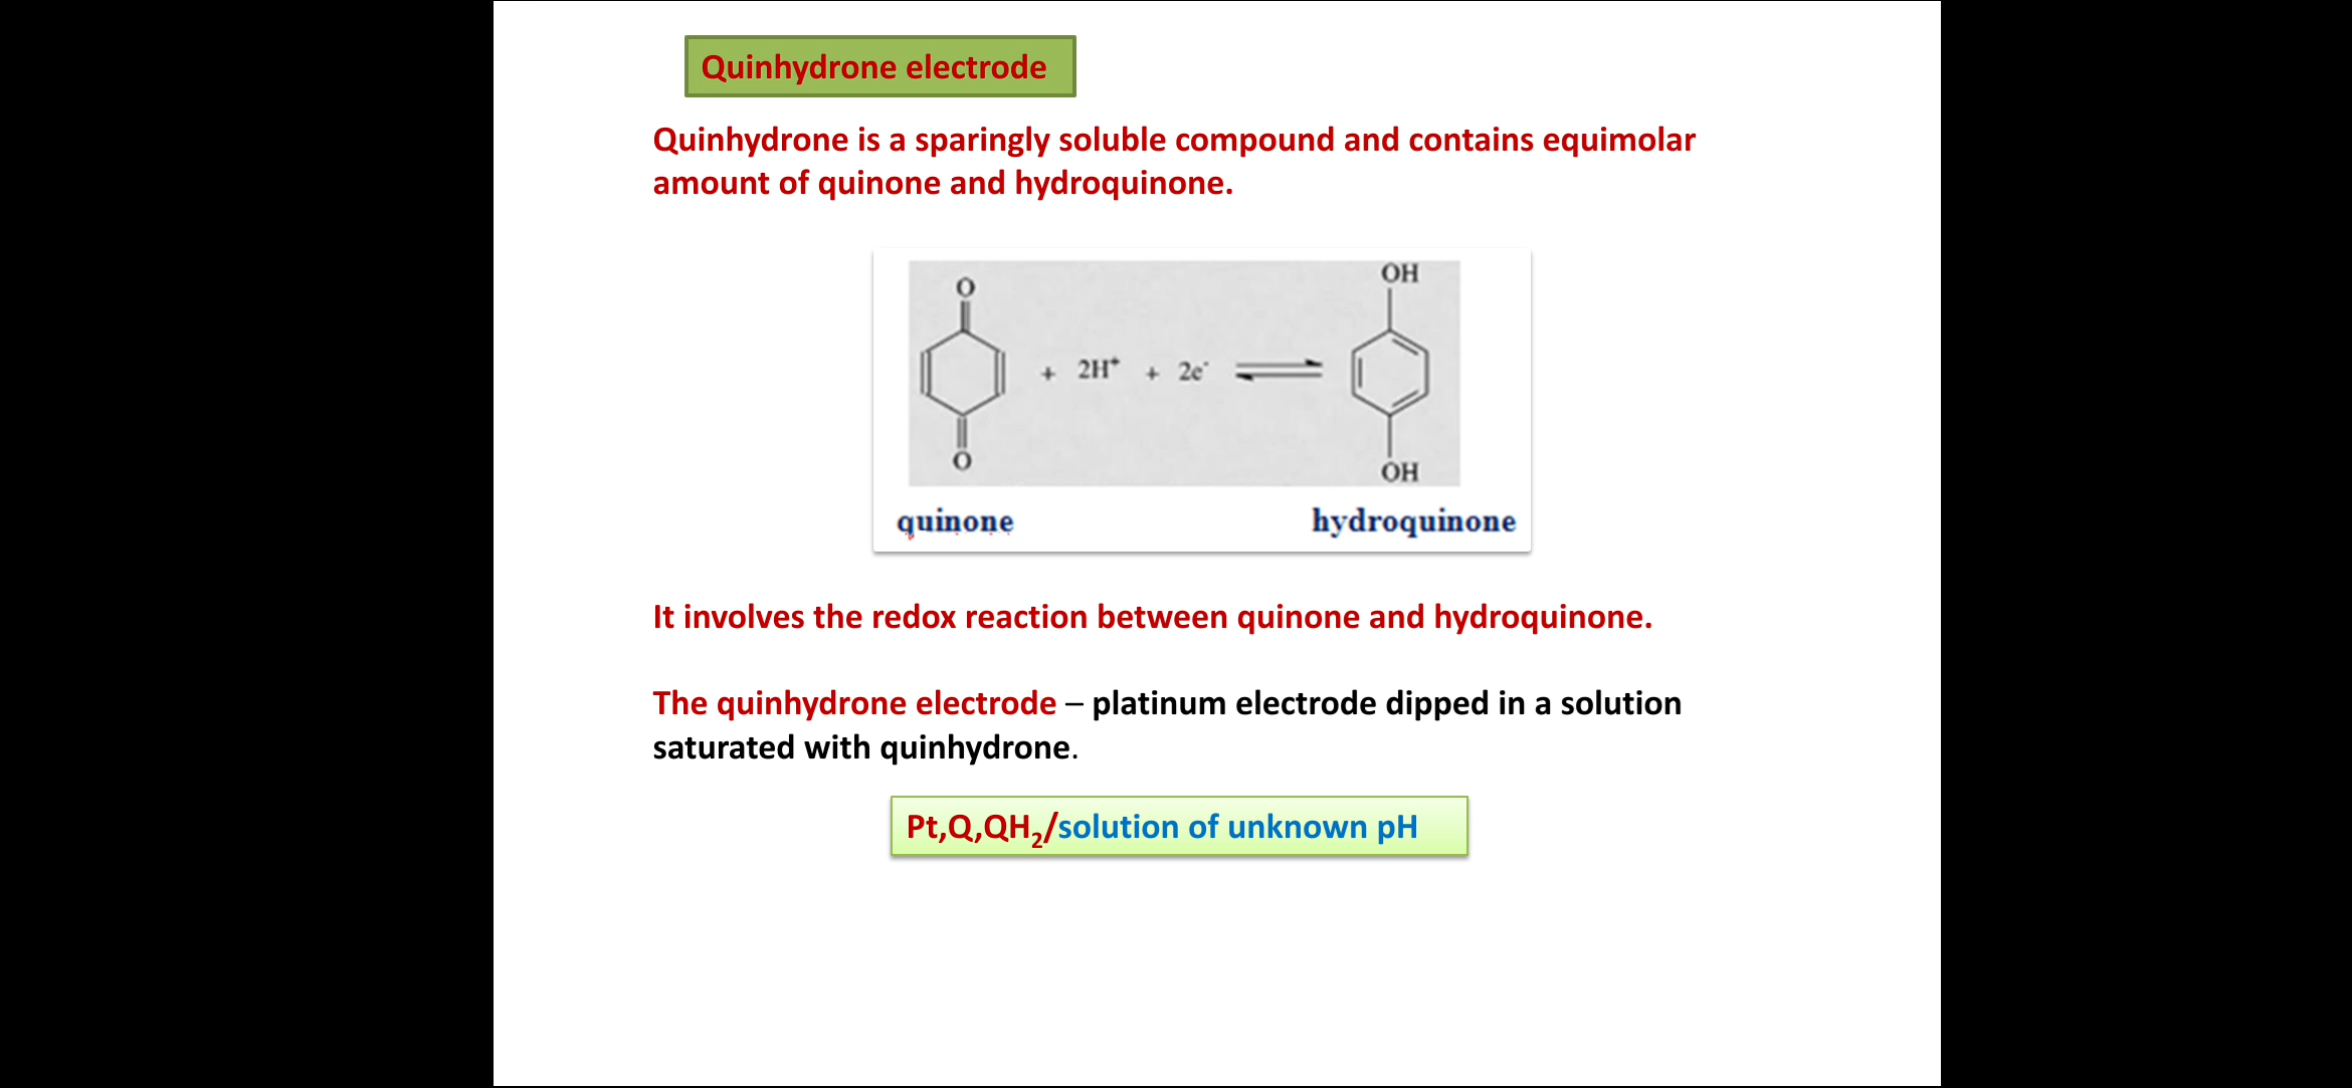 Quinhydrone electrode
Quinhydrone is a sparingly soluble compound and contains equimolar
amount of quinone and hydroquinone.
O
OH
+ 2H⁺ + 2e⁻ ⇌
O
OH
quinone hydroquinone
It involves the redox reaction between quinone and hydroquinone.
The quinhydrone electrode – platinum electrode dipped in a solution
saturated with quinhydrone.
Pt,Q,QH₂/solution of unknown pH